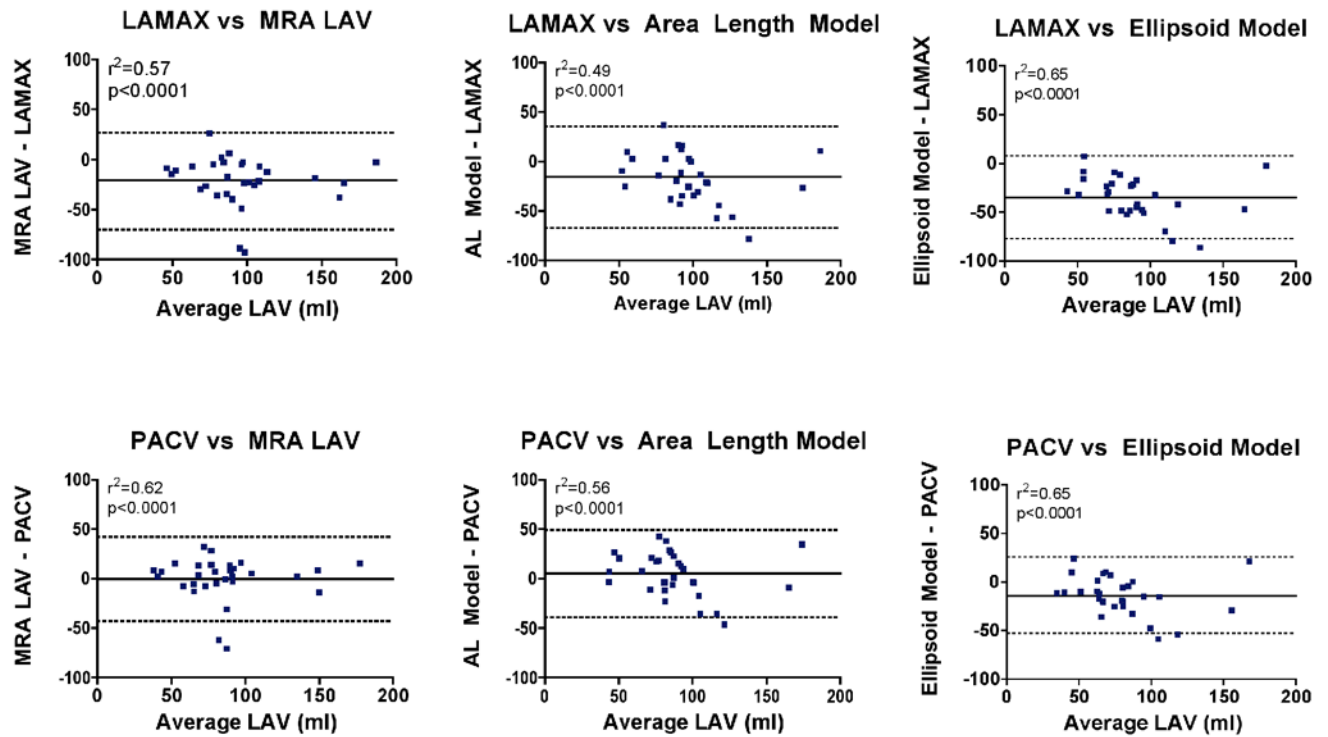 LAMAX vs MRA LAV
MRA LAV - LAMAX
r²=0.57
p<0.0001
100
50
0
-50
-100
0
50
100
150
200
Average LAV (ml)
LAMAX vs Area Length Model
AL Model - LAMAX
r²=0.49
p<0.0001
100
50
0
-50
-100
0
50
100
150
200
Average LAV (ml)
LAMAX vs Ellipsoid Model
Ellipsoid Model - LAMAX
r²=0.65
p<0.0001
100
50
0
-50
-100
0
50
100
150
200
Average LAV (ml)
PACV vs MRA LAV
MRA LAV - PACV
r²=0.62
p<0.0001
100
50
0
-50
-100
0
50
100
150
200
Average LAV (ml)
PACV vs Area Length Model
AL Model - PACV
r²=0.56
p<0.0001
100
50
0
-50
-100
0
50
100
150
200
Average LAV (ml)
PACV vs Ellipsoid Model
Ellipsoid Model - PACV
r²=0.65
p<0.0001
100
50
0
-50
-100
0
50
100
150
200
Average LAV (ml)